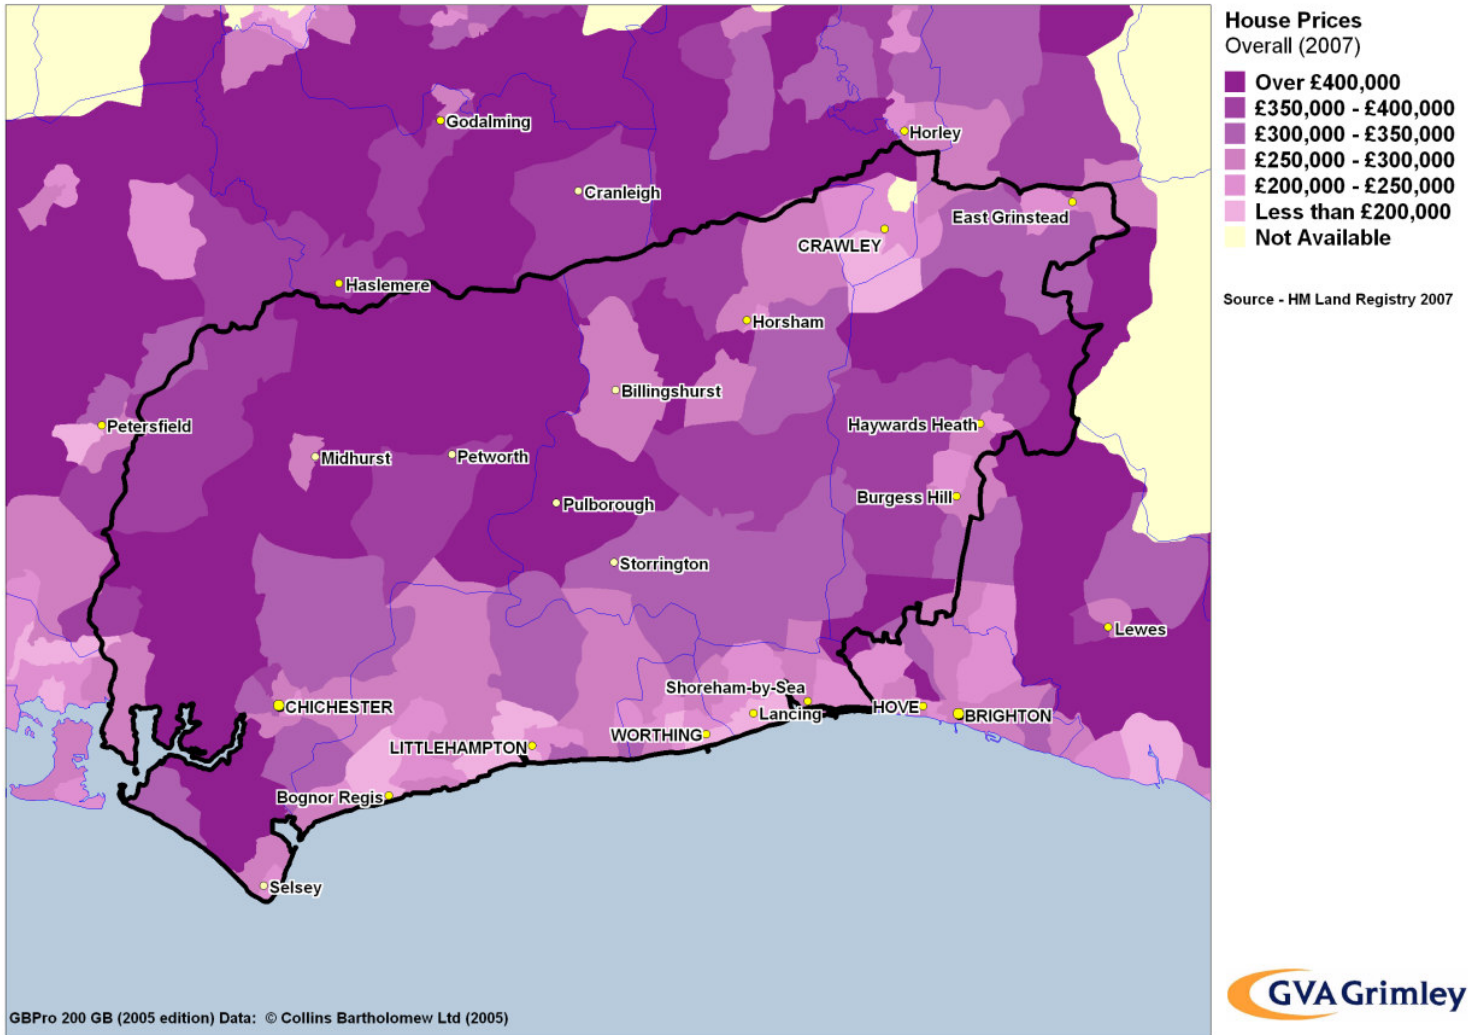 House Prices
Overall (2007)
Over £400,000
£350,000 - £400,000
£300,000 - £350,000
£250,000 - £300,000
£200,000 - £250,000
Less than £200,000
Not Available
Source - HM Land Registry 2007
Godalming
Horley
Cranleigh
East Grinstead
CRAWLEY
Haslemere
Horsham
Billingshurst
Petersfield
Haywards Heath
Midhurst
Petworth
Pulborough
Burgess Hill
Storrington
Lewes
Shoreham-by-Sea
CHICHESTER
Lancing
HOVE
BRIGHTON
WORTHING
LITTLEHAMPTON
Bognor Regis
Selsey
GBPro 200 GB (2005 edition) Data: © Collins Bartholomew Ltd (2005)
GVA Grimley